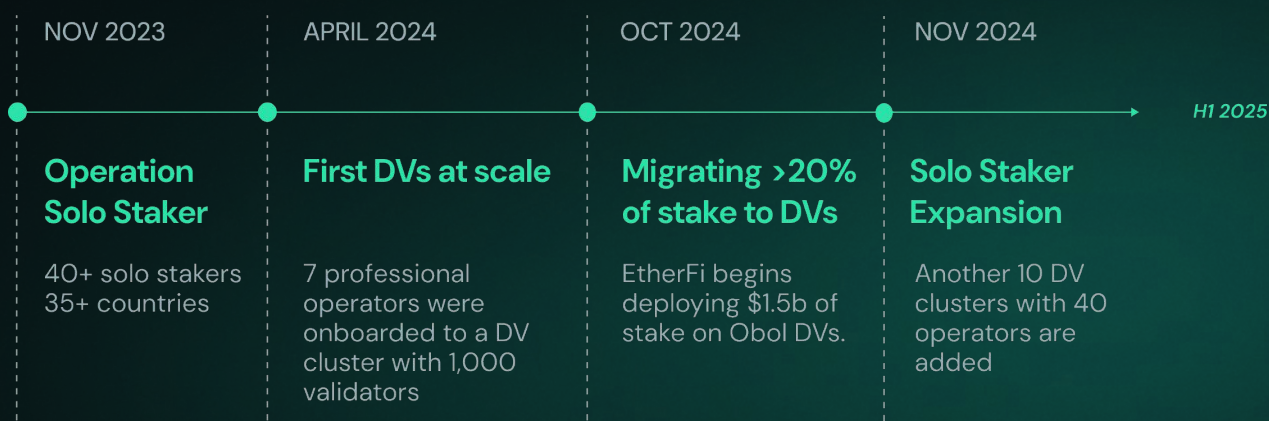 NOV 2023
APRIL 2024
OCT 2024
NOV 2024
H1 2025
Operation
Solo Staker
40+ solo stakers
35+ countries
First DVs at scale
7 professional
operators were
onboarded to a DV
cluster with 1,000
validators
Migrating >20%
of stake to DVs
EtherFi begins
deploying $1.5b of
stake on Obol DVs.
Solo Staker
Expansion
Another 10 DV
clusters with 40
operators are
added